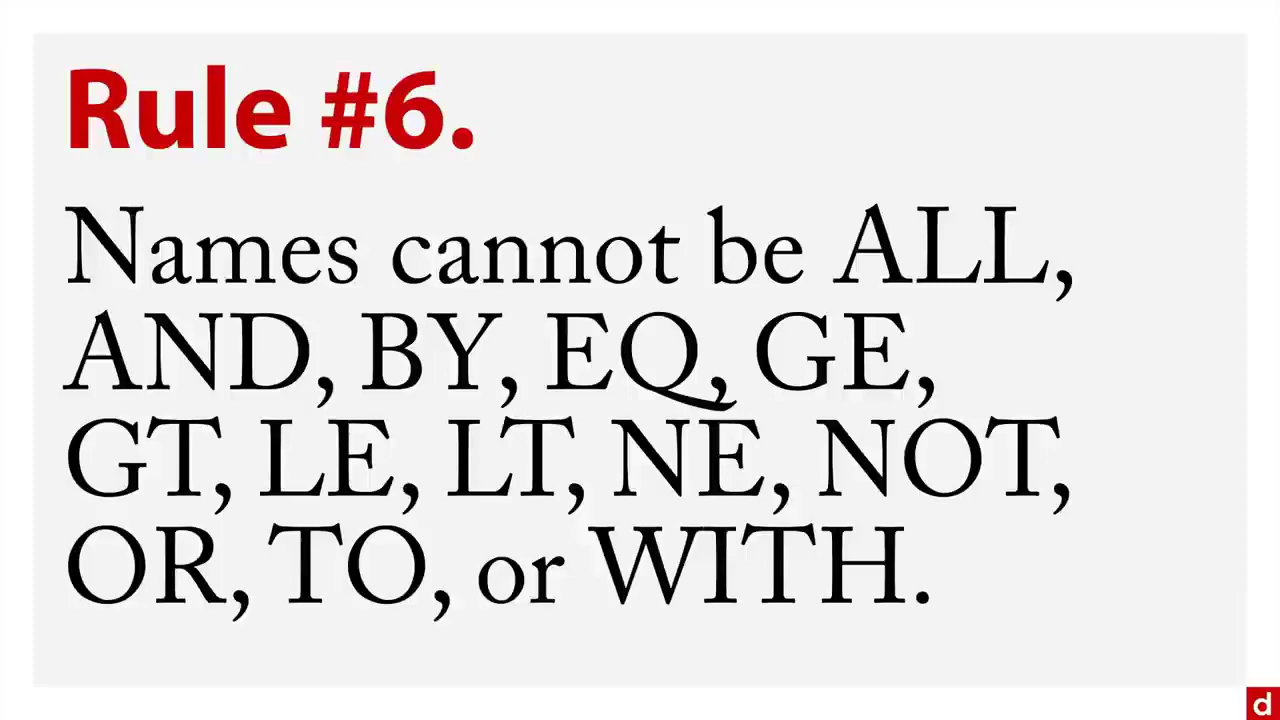 Rule #6.
Names cannot be ALL,
AND, BY, EQ, GE,
GT, LE, LT, NE, NOT,
OR, TO, or WITH.
d